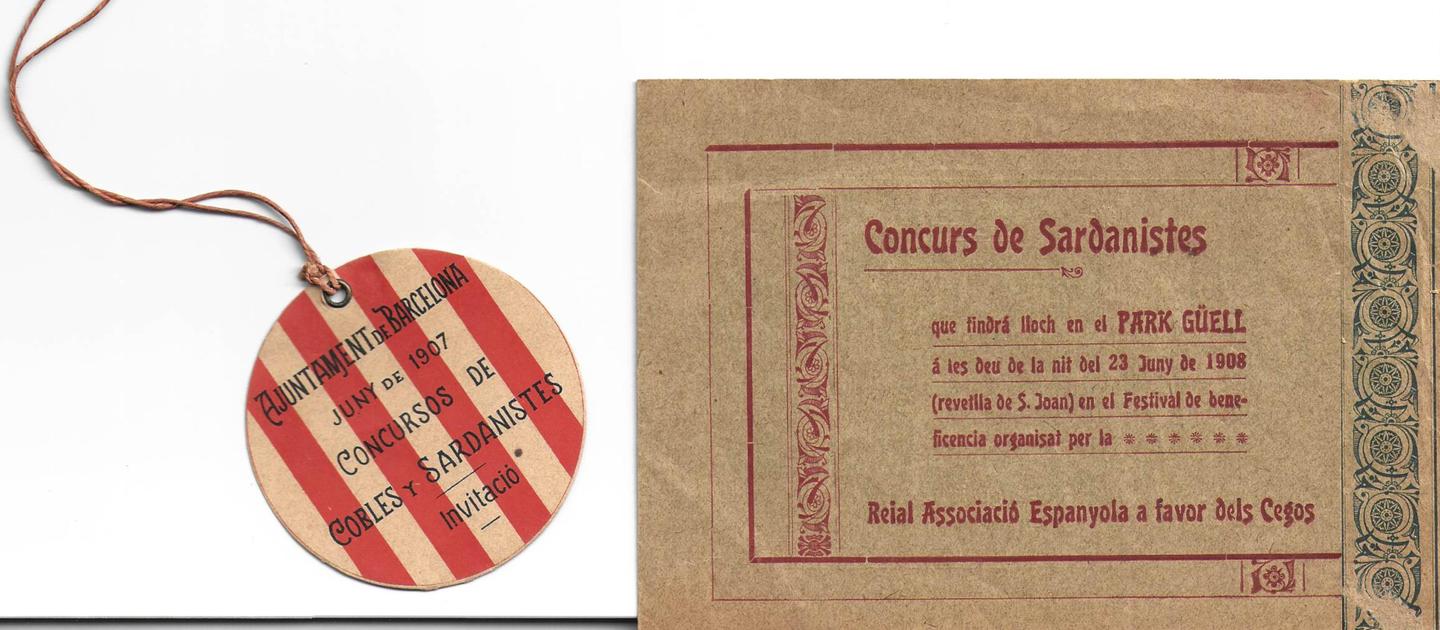 AJUNTAMENT DE BARCELONA
JUNY DE 1907
CONCURSOS DE
COBLES Y SARDANISTES
Invitació
Concurs de Sardanistes
que tindrá lloch en el PARK GÜELL
á les deu de la nit del 23 Juny de 1908
(revetlla de S. Joan) en el Festival de bene-
ficencia organisat per la
Reial Associació Espanyola a favor dels Cegos